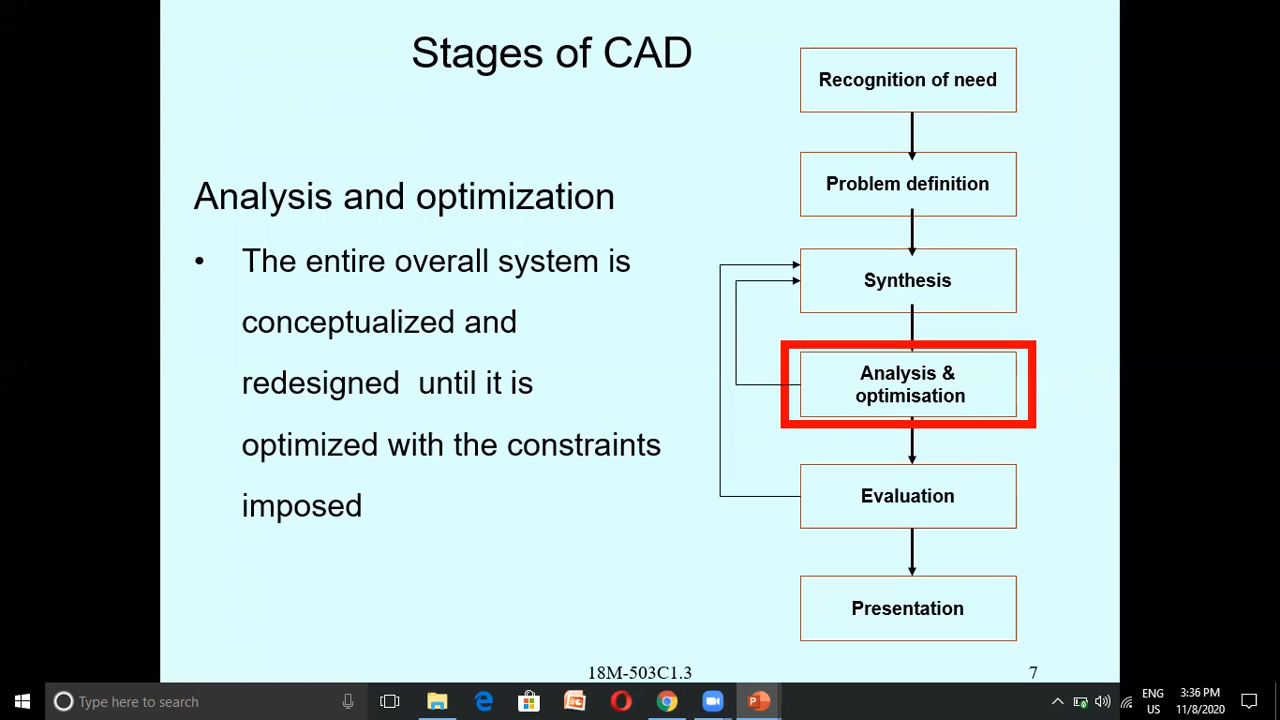 Stages of CAD
Analysis and optimization
• The entire overall system is
conceptualized and
redesigned until it is
optimized with the constraints
imposed
Recognition of need
Problem definition
Synthesis
Analysis &
optimisation
Evaluation
Presentation
18M-503C1.3
7
Type here to search
ENG
US
3:36 PM
11/8/2020